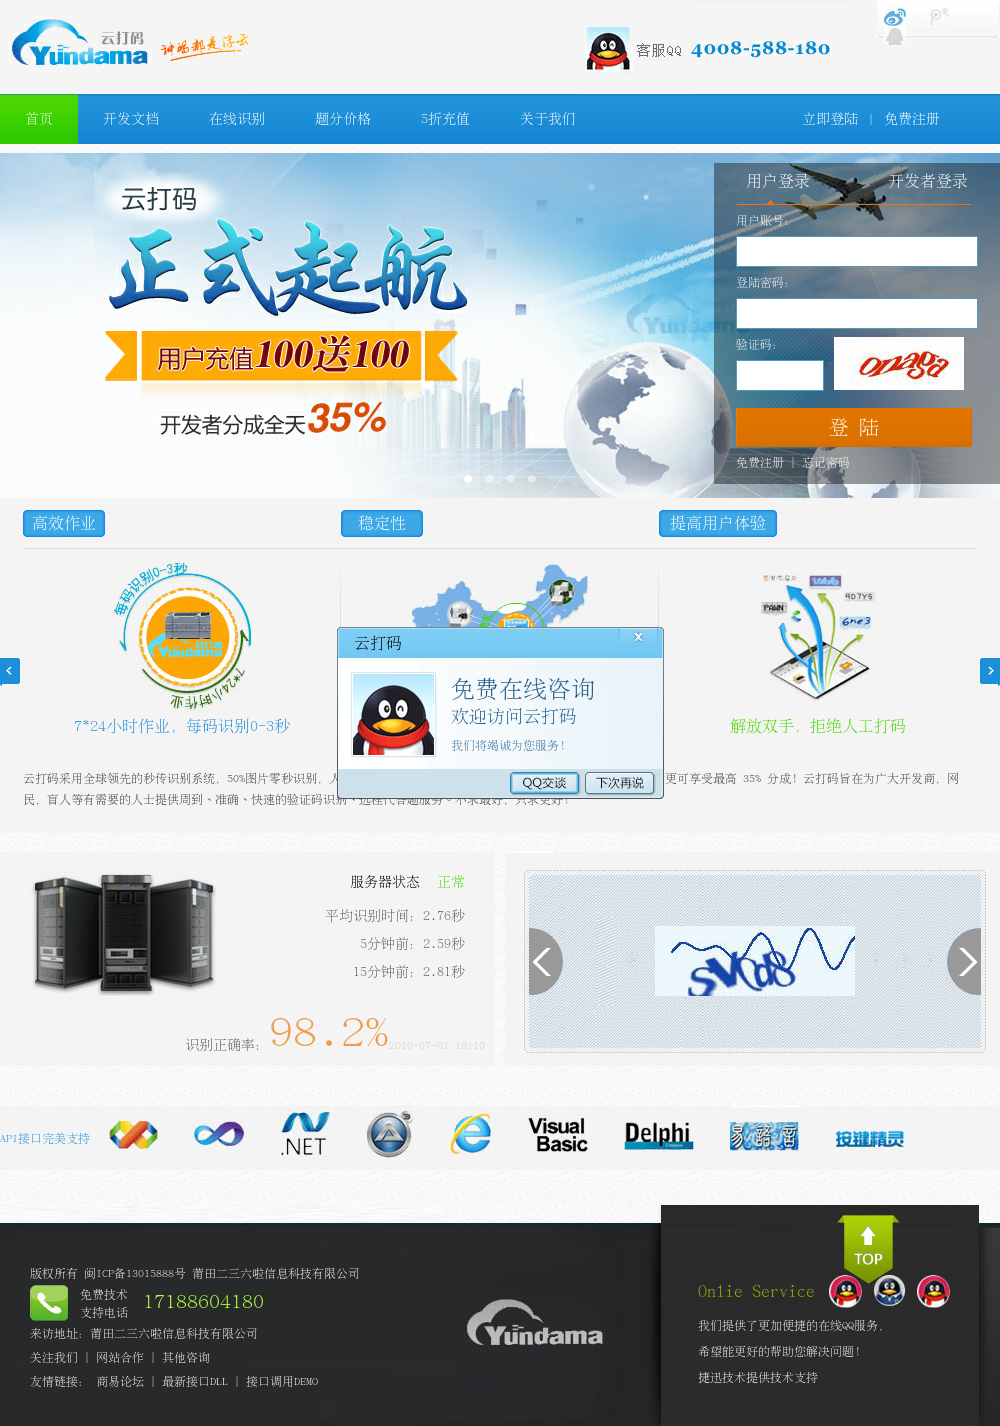 云打码
Yundama
神马都是浮云
客服QQ 4008-588-180
首页 开发文档 在线识别 题分价格 5折充值 关于我们 立即登陆 | 免费注册
云打码
正式起航
用户充值100送100
开发者分成全天35%
Yundama
用户登录 开发者登录
用户账号:
登陆密码:
验证码:
登 陆
免费注册 | 忘记密码
高效作业 稳定性 提高用户体验
每码识别0-3秒
7*24小时作业
PAWN
4D7YS
6ne3
7*24小时作业, 每码识别0-3秒
解放双手, 拒绝人工打码
云打码
x
免费在线咨询
欢迎访问云打码
我们将竭诚为您服务!
QQ交谈 下次再说
云打码采用全球领先的秒传识别系统, 50%图片零秒识别, 更可享受最高 35% 分成! 云打码旨在为广大开发商, 网
民, 盲人等有需要的人士提供周到、准确、快速的验证码识别、远程代答题服务。不求最好, 只求更好!
服务器状态 正常
平均识别时间: 2.76秒
5分钟前: 2.59秒
15分钟前: 2.81秒
识别正确率: 98.2%
2019-07-01 16:10
API接口完美支持
.NET
Visual
Basic
Delphi
易语言
按键精灵
版权所有 闽ICP备13015888号 莆田二三六啦信息科技有限公司
免费技术
支持电话
17188604180
来访地址: 莆田二三六啦信息科技有限公司
关注我们 | 网站合作 | 其他咨询
友情链接: 商易论坛 | 最新接口DLL | 接口调用DEMO
Yundama
TOP
Onlie Service
我们提供了更加便捷的在线QQ服务,
希望能更好的帮助您解决问题!
捷迅技术提供技术支持